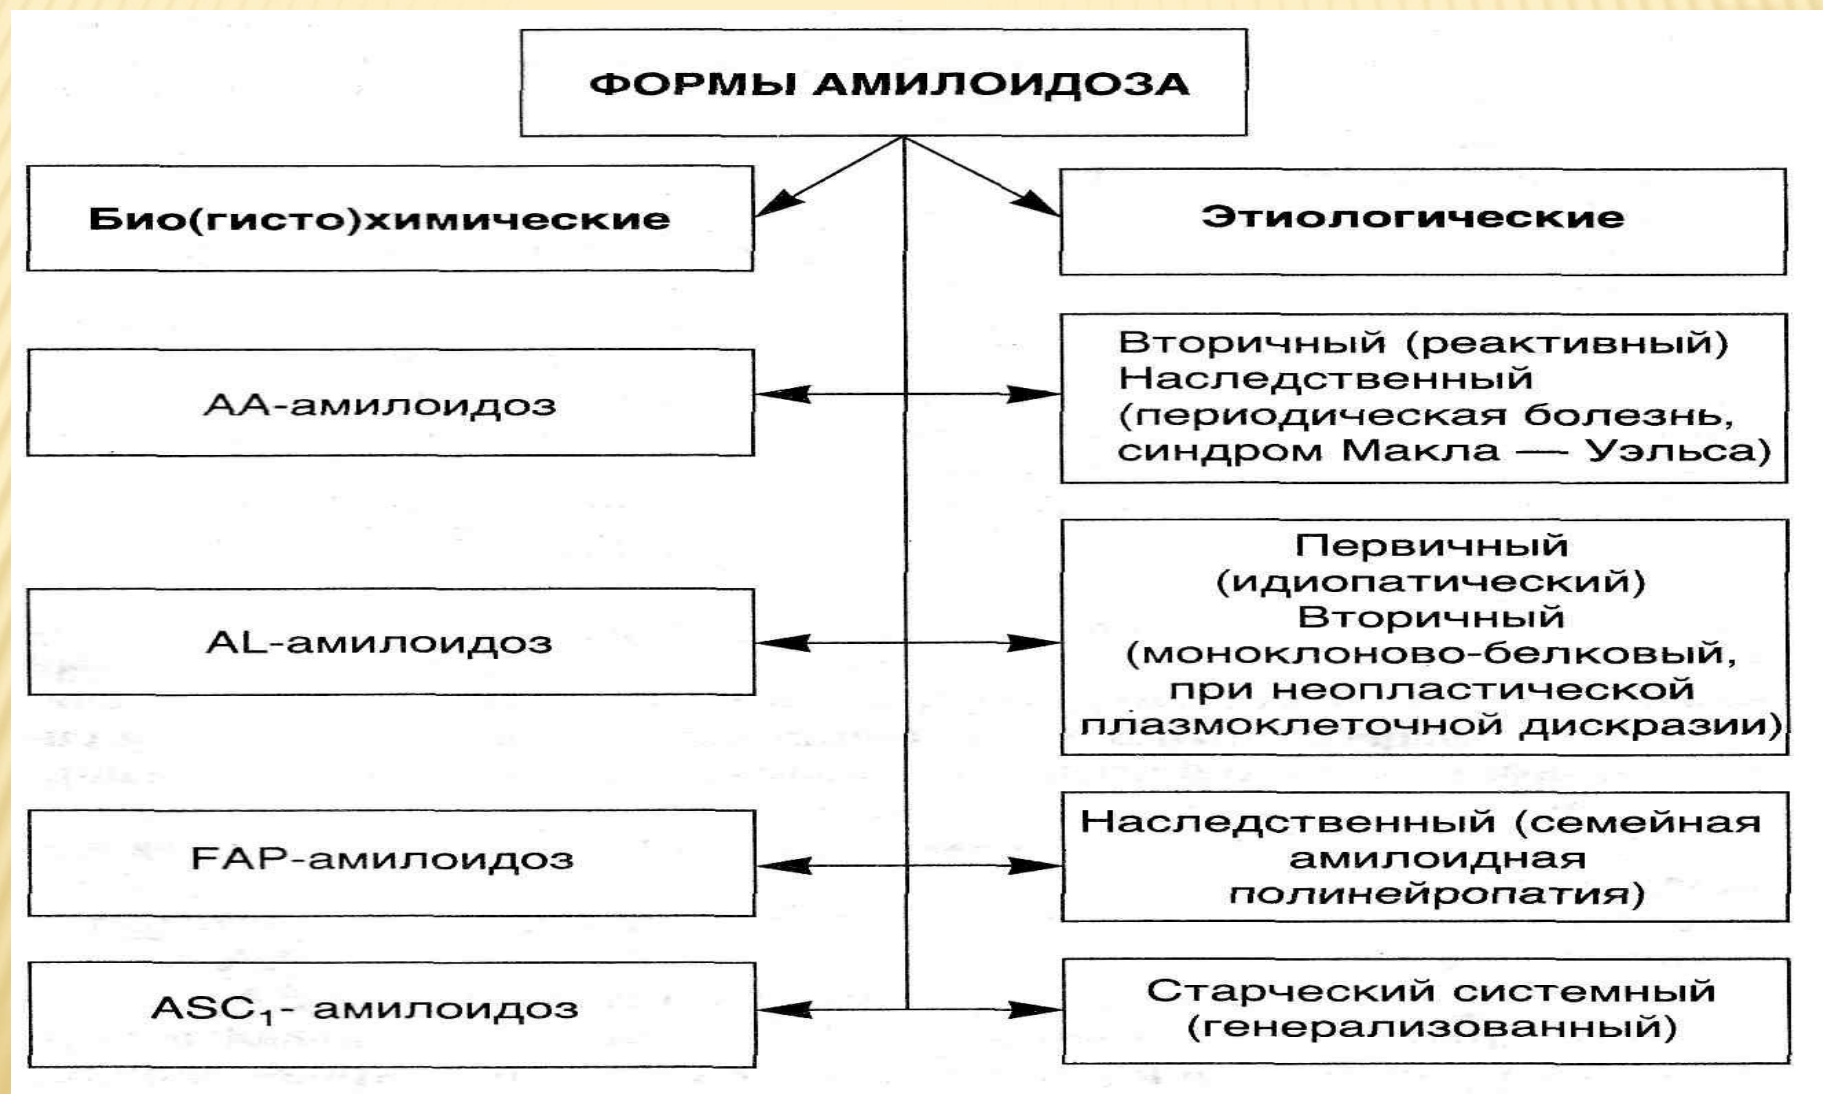 ФОРМЫ АМИЛОИДОЗА
Био(гисто)химические
Этиологические
АА-амилоидоз
Вторичный (реактивный)
Наследственный
(периодическая болезнь,
синдром Макла — Уэльса)
AL-амилоидоз
Первичный
(идиопатический)
Вторичный
(моноклоново-белковый,
при неопластической
плазмоклеточной дискразии)
FAP-амилоидоз
Наследственный (семейная
амилоидная
полинейропатия)
ASC₁- амилоидоз
Старческий системный
(генерализованный)